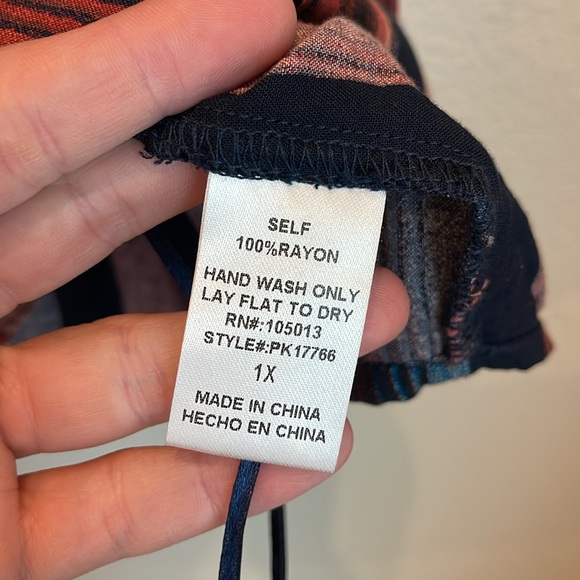 SELF
100%RAYON
HAND WASH ONLY
LAY FLAT TO DRY
RN#:105013
STYLE#:PK17766
1X
MADE IN CHINA
HECHO EN CHINA